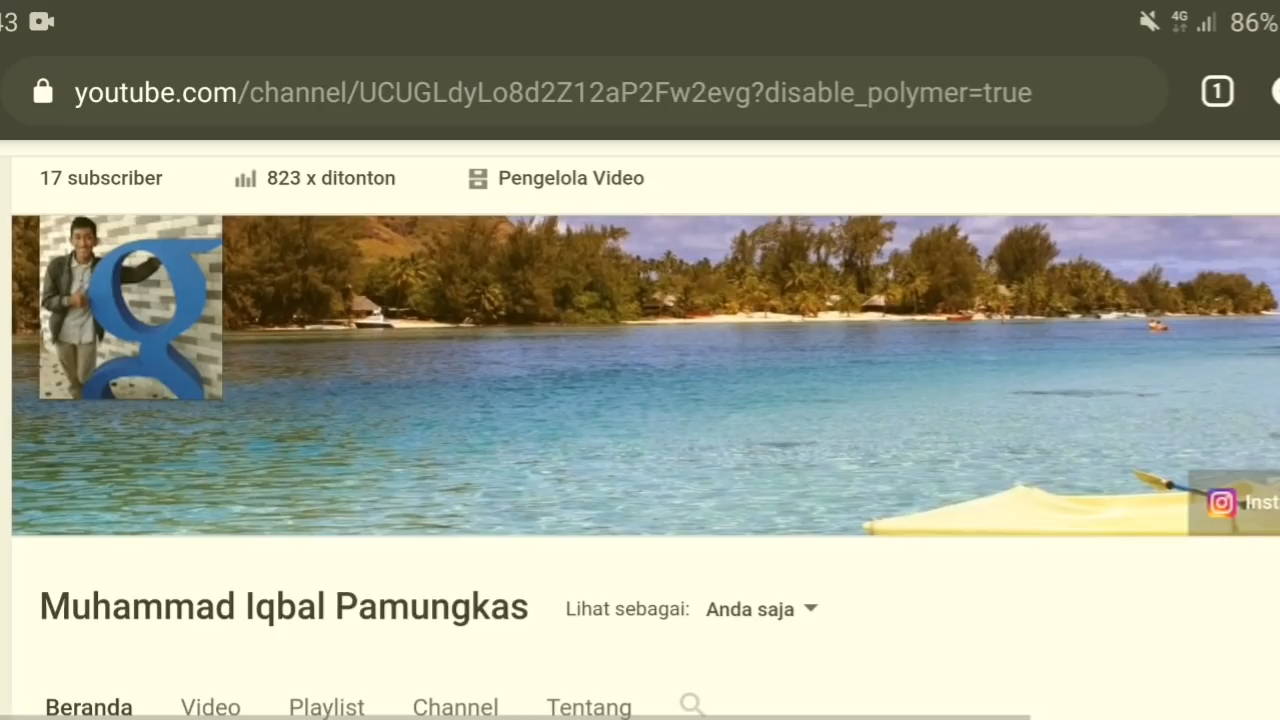 43
4G
86%
youtube.com/channel/UCUGLdyLo8d2Z12aP2Fw2evg?disable_polymer=true
1
17 subscriber 823 x ditonton Pengelola Video
g
Inst
Muhammad Iqbal Pamungkas Lihat sebagai: Anda saja
Beranda Video Playlist Channel Tentang